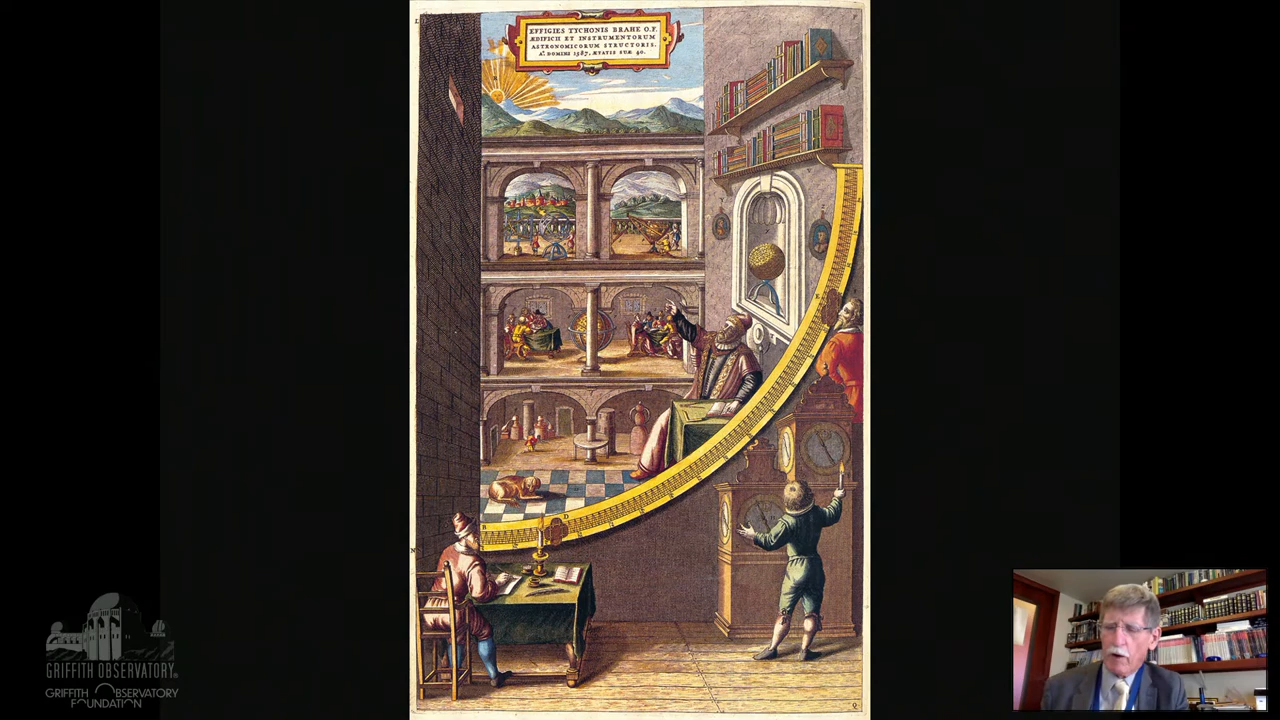 EFFIGIES TYCHONIS BRAHE O.F.
ÆDIFICII ET INSTRUMENTORUM
ASTRONOMICORUM STRUCTORIS.
Aº. DOMINI 1587, ÆTATIS SUÆ 40.
GRIFFITH OBSERVATORY®
GRIFFITH OBSERVATORY
FOUNDATION